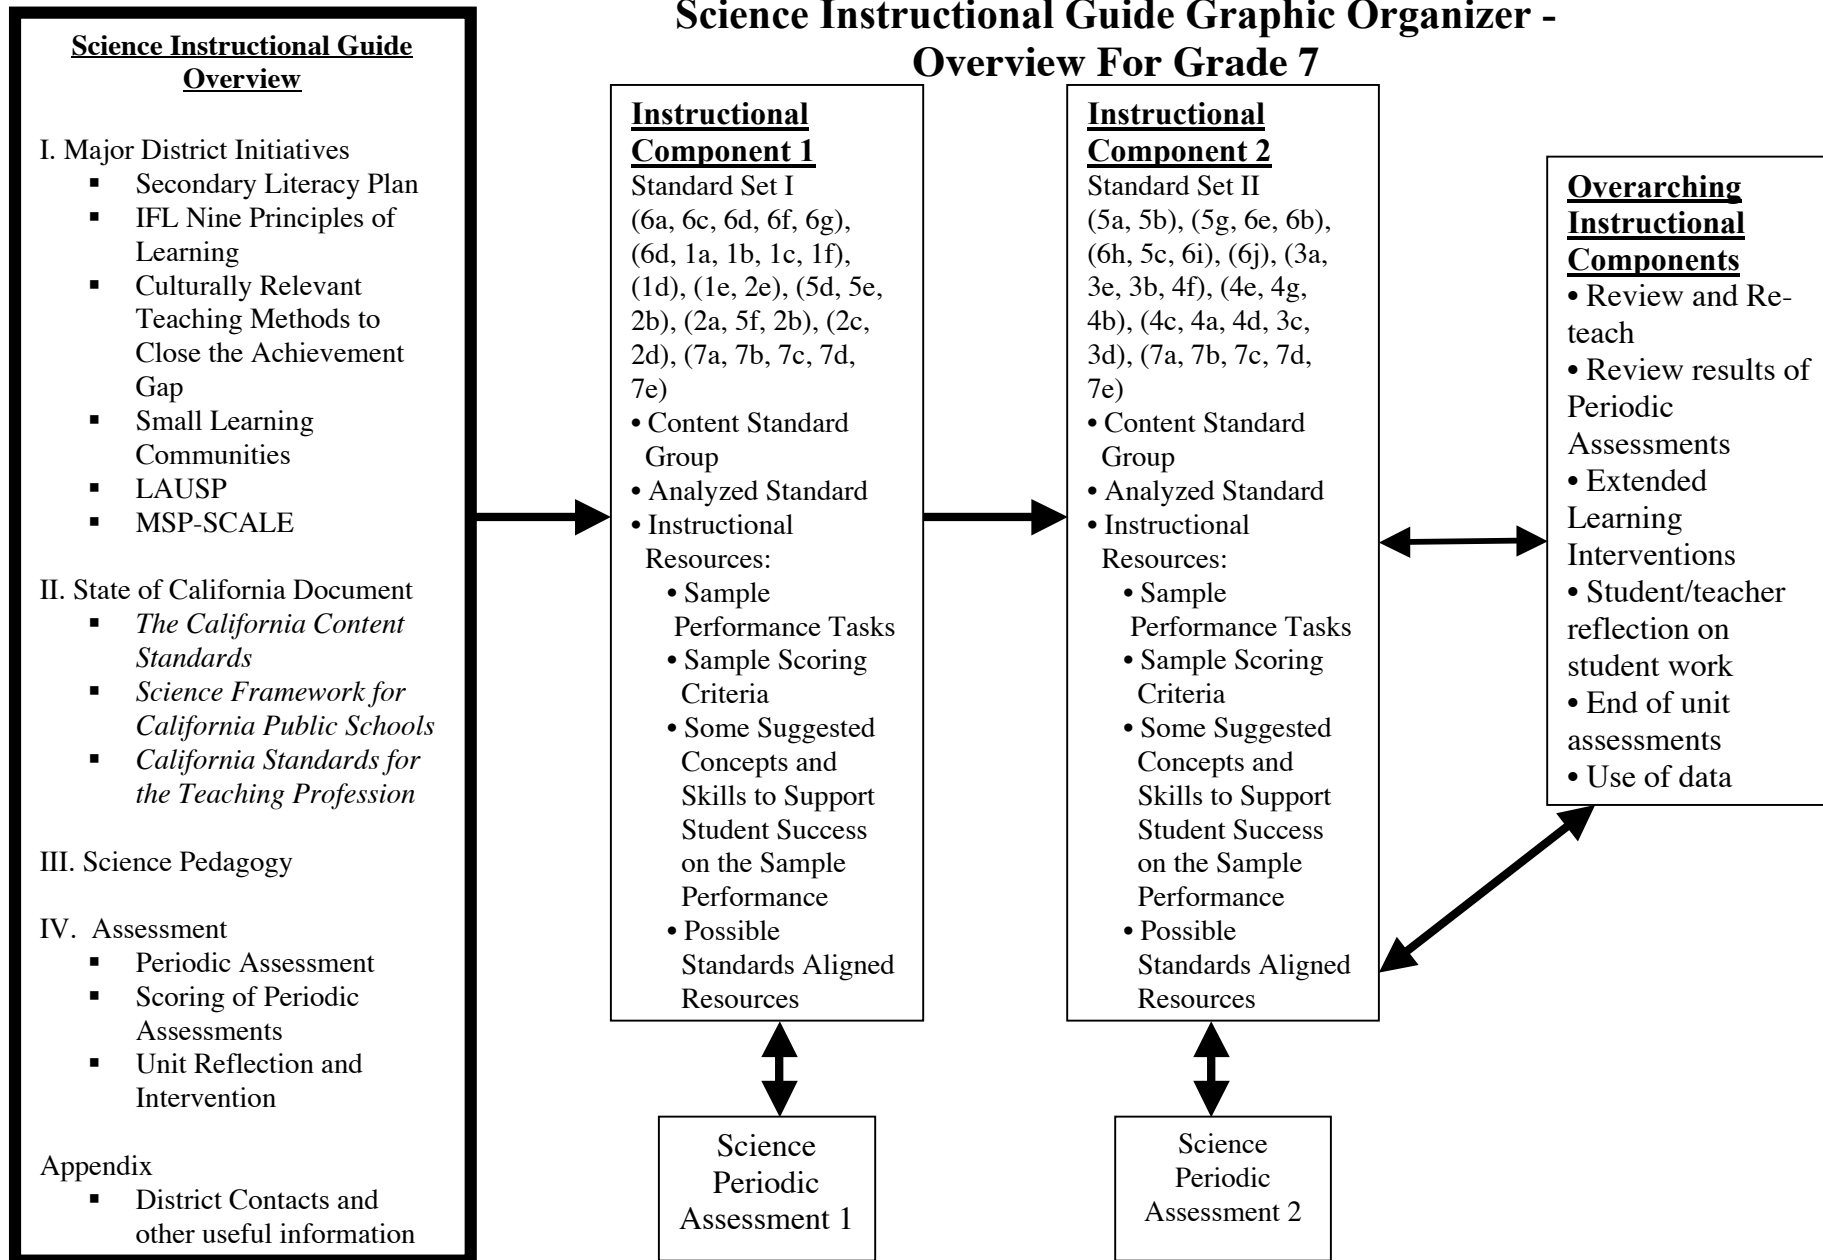 Science Instructional Guide Graphic Organizer -
Overview For Grade 7
Science Instructional Guide
Overview
I. Major District Initiatives
▪ Secondary Literacy Plan
▪ IFL Nine Principles of
Learning
▪ Culturally Relevant
Teaching Methods to
Close the Achievement
Gap
▪ Small Learning
Communities
▪ LAUSP
▪ MSP-SCALE
II. State of California Document
▪ The California Content
Standards
▪ Science Framework for
California Public Schools
▪ California Standards for
the Teaching Profession
III. Science Pedagogy
IV. Assessment
▪ Periodic Assessment
▪ Scoring of Periodic
Assessments
▪ Unit Reflection and
Intervention
Appendix
▪ District Contacts and
other useful information
Instructional
Component 1
Standard Set I
(6a, 6c, 6d, 6f, 6g),
(6d, 1a, 1b, 1c, 1f),
(1d), (1e, 2e), (5d, 5e,
2b), (2a, 5f, 2b), (2c,
2d), (7a, 7b, 7c, 7d,
7e)
• Content Standard
Group
• Analyzed Standard
• Instructional
Resources:
• Sample
Performance Tasks
• Sample Scoring
Criteria
• Some Suggested
Concepts and
Skills to Support
Student Success
on the Sample
Performance
• Possible
Standards Aligned
Resources
Science
Periodic
Assessment 1
Instructional
Component 2
Standard Set II
(5a, 5b), (5g, 6e, 6b),
(6h, 5c, 6i), (6j), (3a,
3e, 3b, 4f), (4e, 4g,
4b), (4c, 4a, 4d, 3c,
3d), (7a, 7b, 7c, 7d,
7e)
• Content Standard
Group
• Analyzed Standard
• Instructional
Resources:
• Sample
Performance Tasks
• Sample Scoring
Criteria
• Some Suggested
Concepts and
Skills to Support
Student Success
on the Sample
Performance
• Possible
Standards Aligned
Resources
Science
Periodic
Assessment 2
Overarching
Instructional
Components
• Review and Re-
teach
• Review results of
Periodic
Assessments
• Extended
Learning
Interventions
• Student/teacher
reflection on
student work
• End of unit
assessments
• Use of data